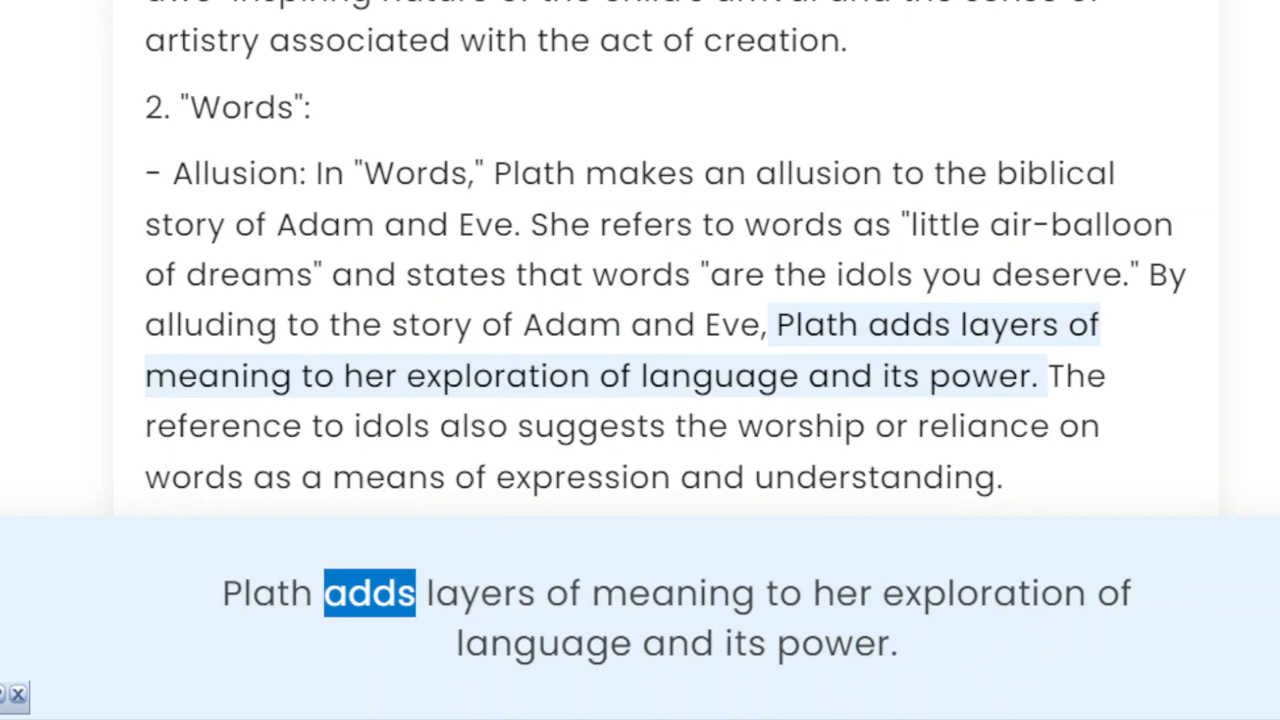 artistry associated with the act of creation.
2. "Words":
- Allusion: In "Words," Plath makes an allusion to the biblical
story of Adam and Eve. She refers to words as "little air-balloon
of dreams" and states that words "are the idols you deserve." By
alluding to the story of Adam and Eve, Plath adds layers of
meaning to her exploration of language and its power. The
reference to idols also suggests the worship or reliance on
words as a means of expression and understanding.
Plath adds layers of meaning to her exploration of
language and its power.